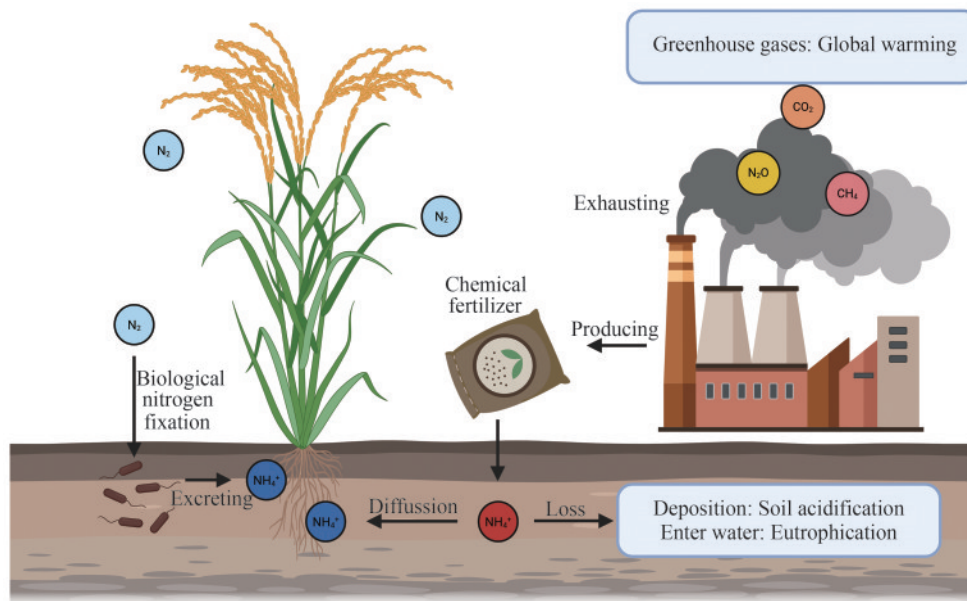 Greenhouse gases: Global warming
CO₂
N₂
N₂O
CH₄
Exhausting
N₂
Chemical
fertilizer
N₂
Producing
Biological
nitrogen
fixation
NH₄⁺
Excreting
NH₄⁺
Diffussion
NH₄⁺
Loss
Deposition: Soil acidification
Enter water: Eutrophication